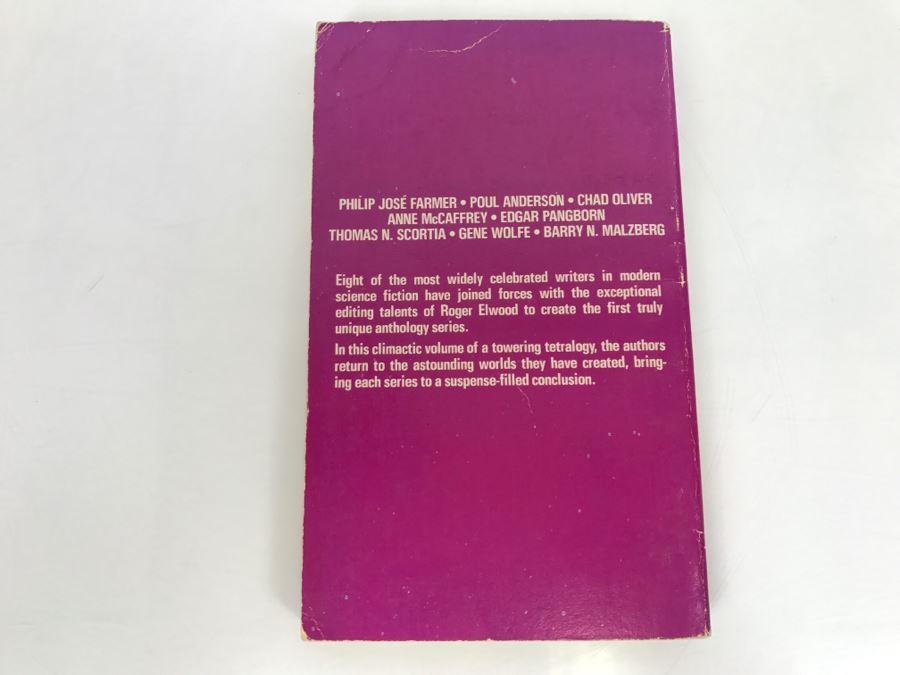 PHILIP JOSÉ FARMER • POUL ANDERSON • CHAD OLIVER
ANNE McCAFFREY • EDGAR PANGBORN
THOMAS N. SCORTIA • GENE WOLFE • BARRY N. MALZBERG
Eight of the most widely celebrated writers in modern
science fiction have joined forces with the exceptional
editing talents of Roger Elwood to create the first truly
unique anthology series.
In this climactic volume of a towering tetralogy, the authors
return to the astounding worlds they have created, bring-
ing each series to a suspense-filled conclusion.